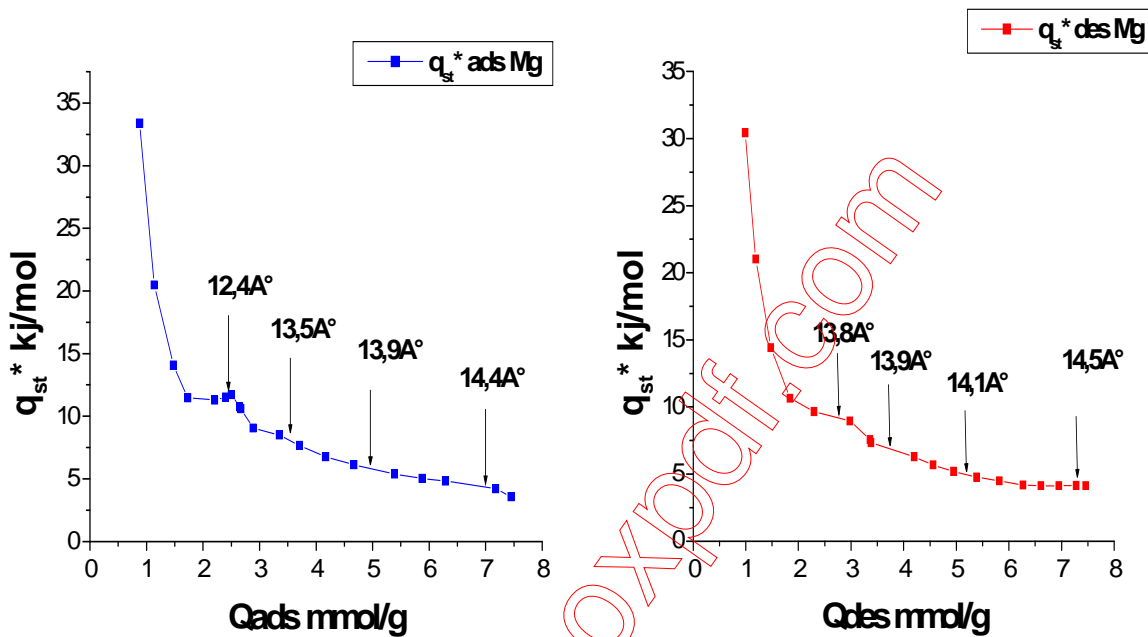 q_st* ads Mg
35
30
25
20
15
10
5
0
q_st* kj/mol
12,4A°
13,5A°
13,9A°
14,4A°
0 1 2 3 4 5 6 7 8
Qads mmol/g
q_st* des Mg
35
30
25
20
15
10
5
0
q_st* kj/mol
13,8A°
13,9A°
14,1A°
14,5A°
0 1 2 3 4 5 6 7 8
Qdes mmol/g
oxpdf.com